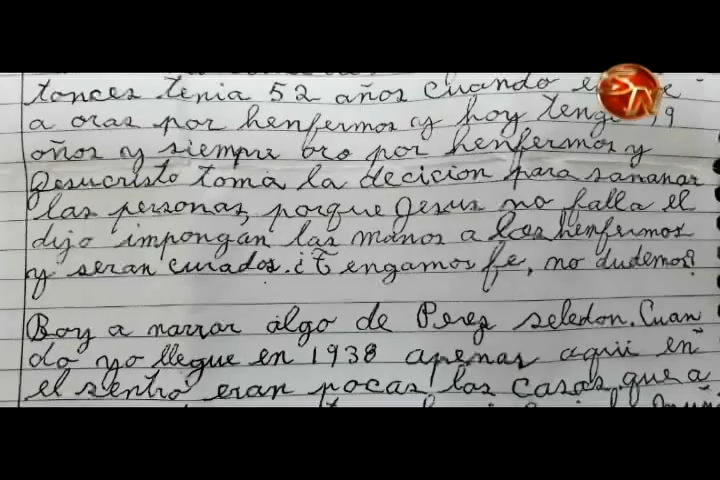 tonces tenia 52 años cuando
a oras por henfermos y hoy
oños y siempre oro por henfermos y
Jesucristo toma la decicion para sananar
las personas, porque Jesus no falla el
dijo impongan las manos a los henfermos
y seran curados. ¿Tengamos fe, no dudemos?
Boy a narrar algo de Perez seledon. Cuan
do yo llegue en 1938 apenas aqui en
el sentro eran pocas las casas, que a